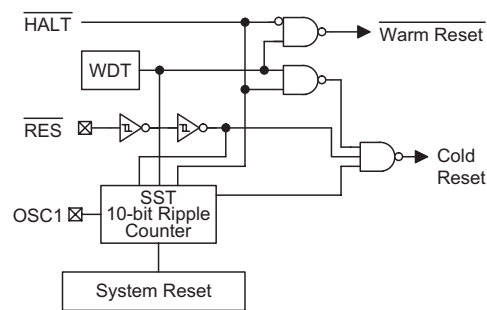 HALT
Warm Reset
WDT
RES
Cold
Reset
OSC1
SST
10-bit Ripple
Counter
System Reset